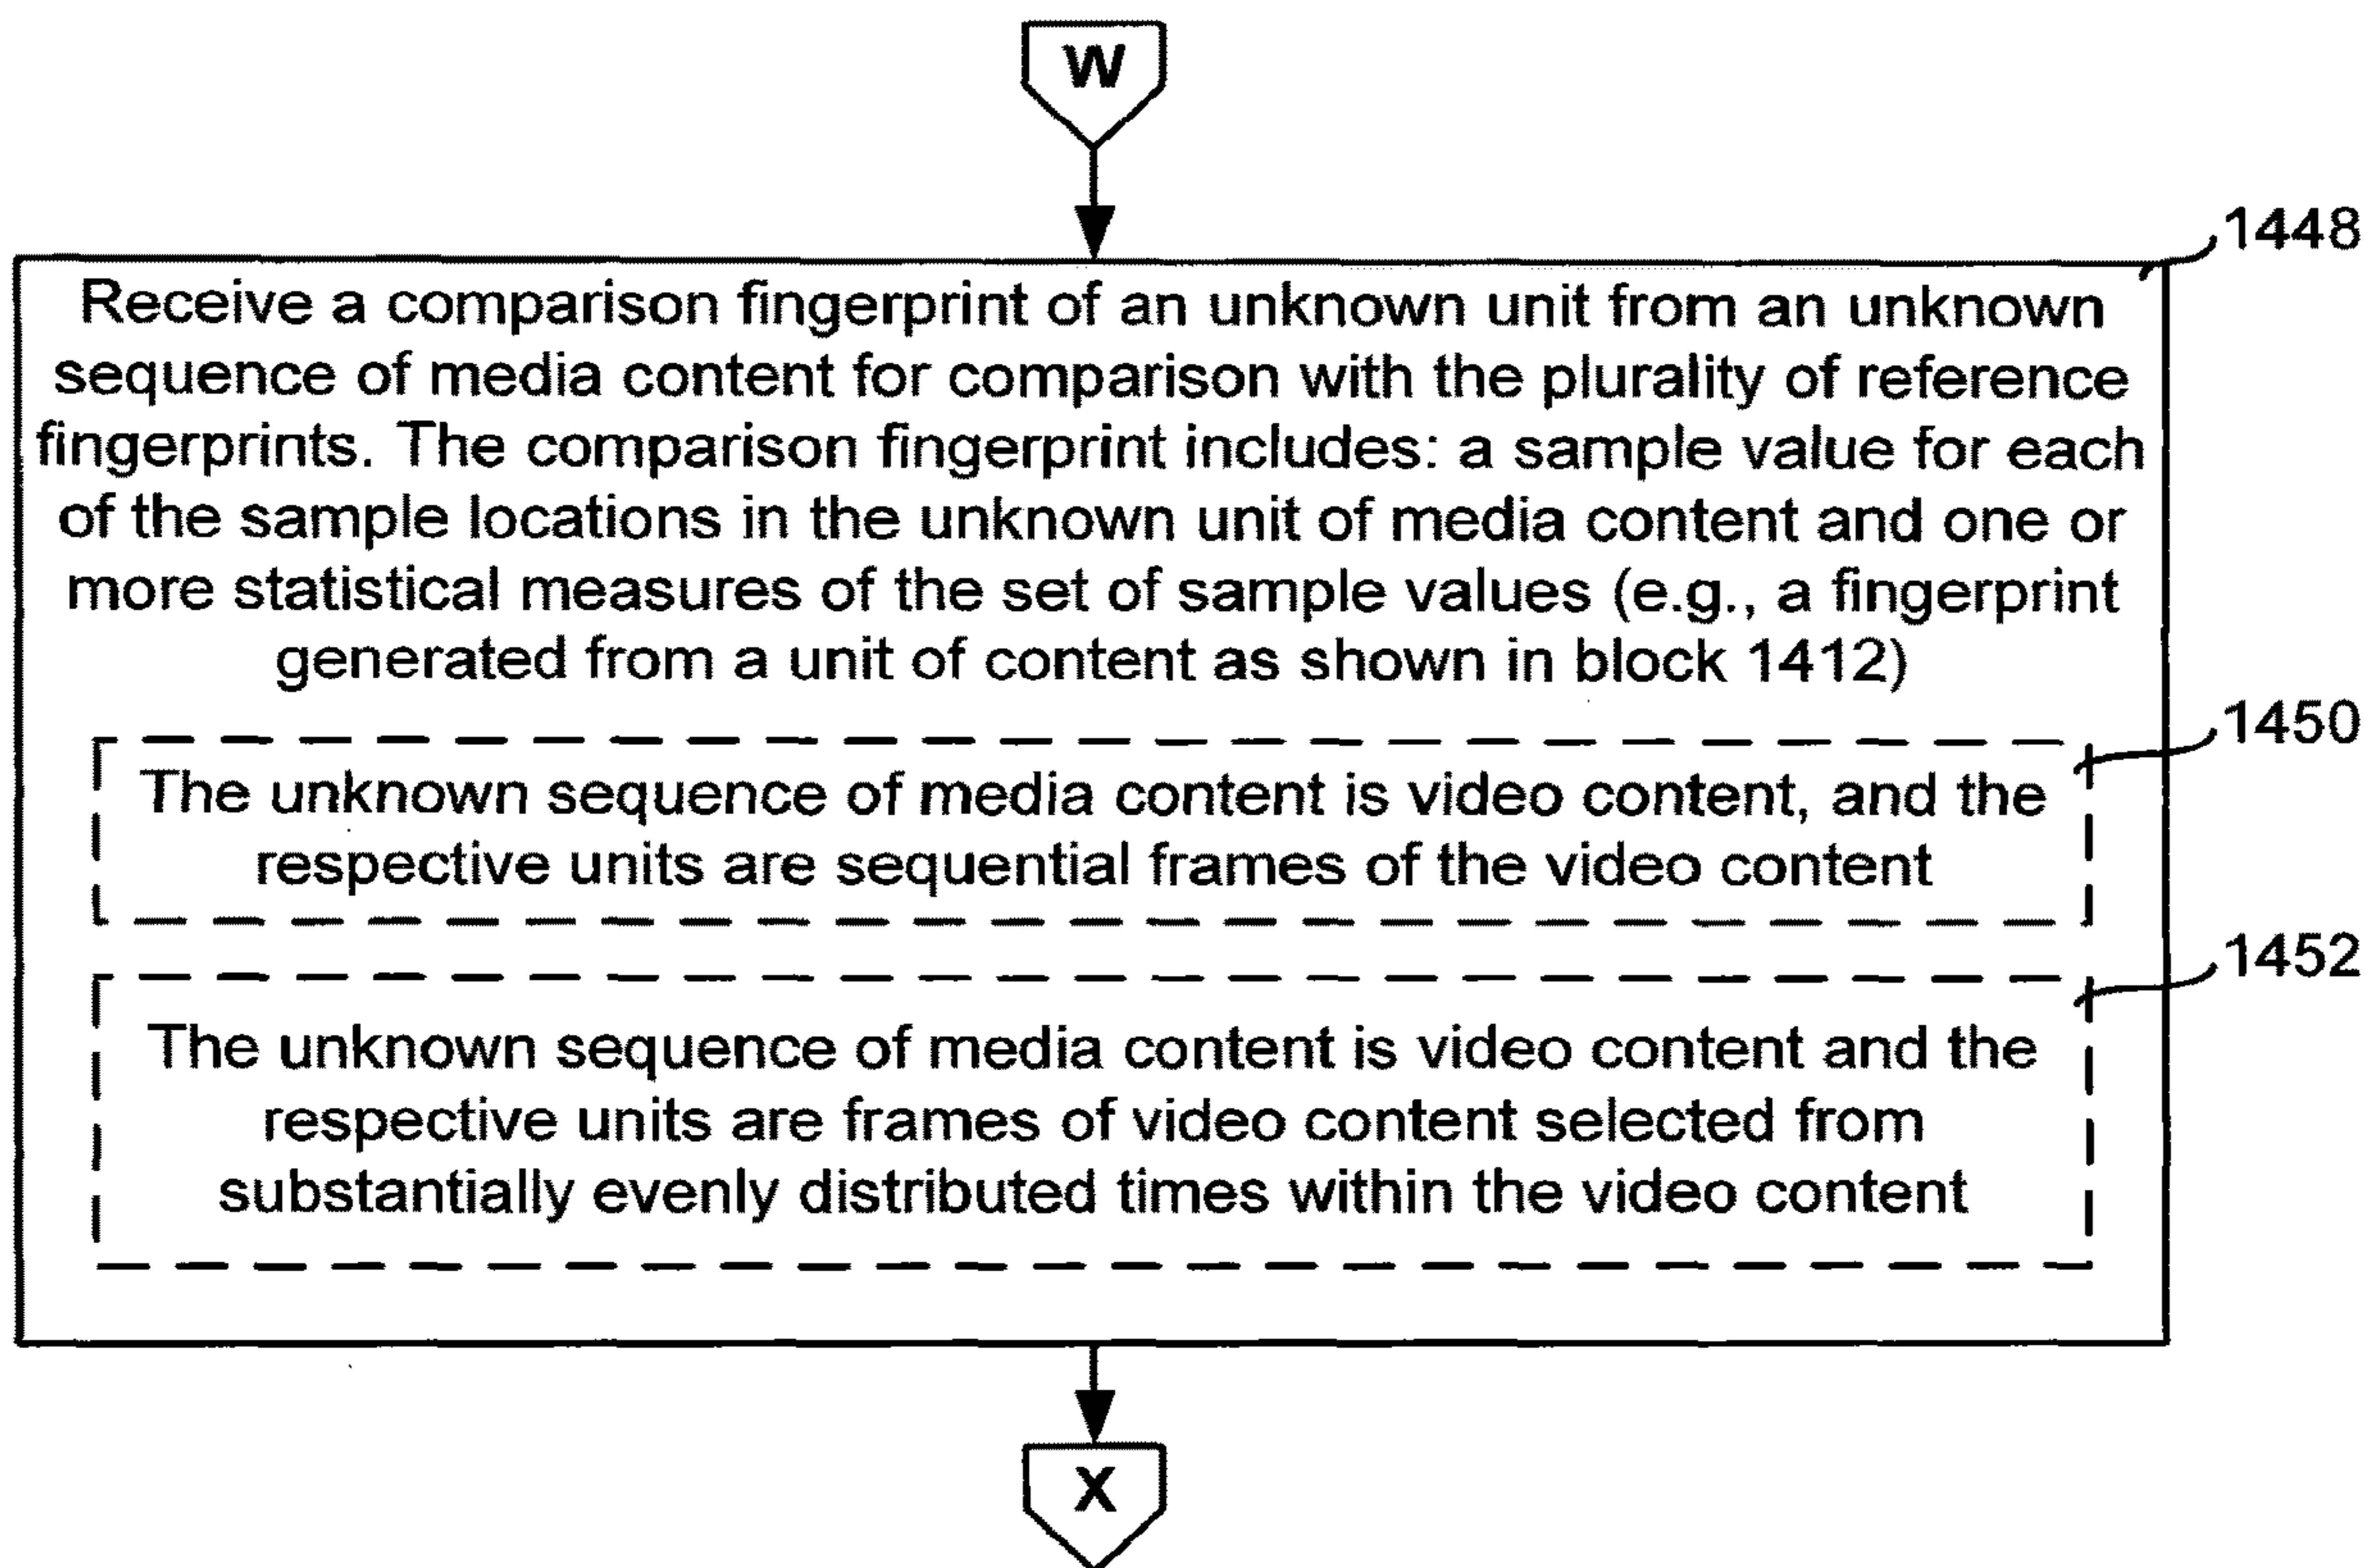 W
1448
Receive a comparison fingerprint of an unknown unit from an unknown
sequence of media content for comparison with the plurality of reference
fingerprints. The comparison fingerprint includes: a sample value for each
of the sample locations in the unknown unit of media content and one or
more statistical measures of the set of sample values (e.g., a fingerprint
generated from a unit of content as shown in block 1412)
1450
The unknown sequence of media content is video content, and the
respective units are sequential frames of the video content
1452
The unknown sequence of media content is video content and the
respective units are frames of video content selected from
substantially evenly distributed times within the video content
X